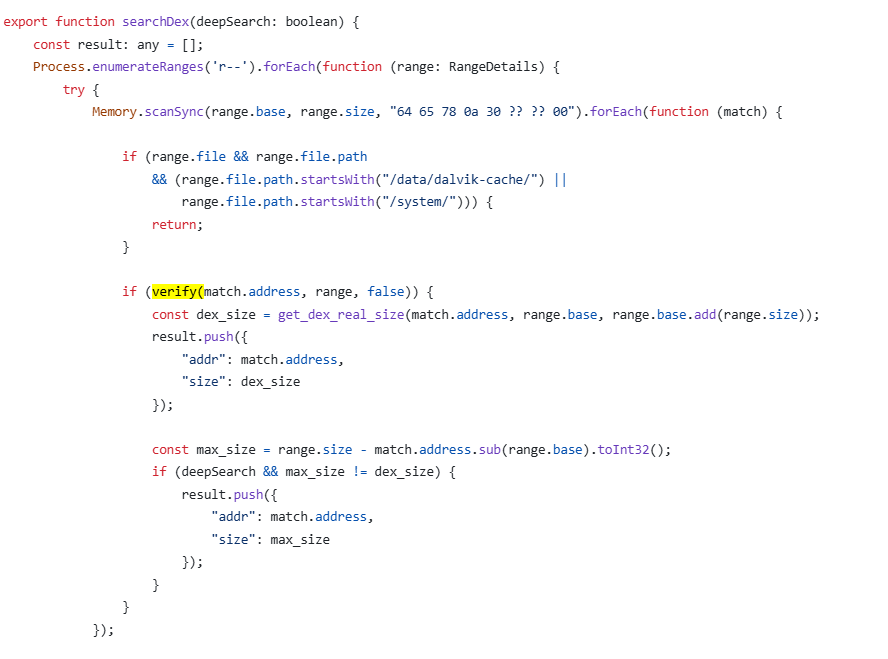 export function searchDex(deepSearch: boolean) {
    const result: any = [];
    Process.enumerateRanges('r--').forEach(function (range: RangeDetails) {
        try {
            Memory.scanSync(range.base, range.size, "64 65 78 0a 30 ?? ?? 00").forEach(function (match) {

                if (range.file && range.file.path
                    && (range.file.path.startsWith("/data/dalvik-cache/") ||
                        range.file.path.startsWith("/system/"))) {
                    return;
                }

                if (verify(match.address, range, false)) {
                    const dex_size = get_dex_real_size(match.address, range.base, range.base.add(range.size));
                    result.push({
                        "addr": match.address,
                        "size": dex_size
                    });

                    const max_size = range.size - match.address.sub(range.base).toInt32();
                    if (deepSearch && max_size != dex_size) {
                        result.push({
                            "addr": match.address,
                            "size": max_size
                        });
                    }
                }
            });